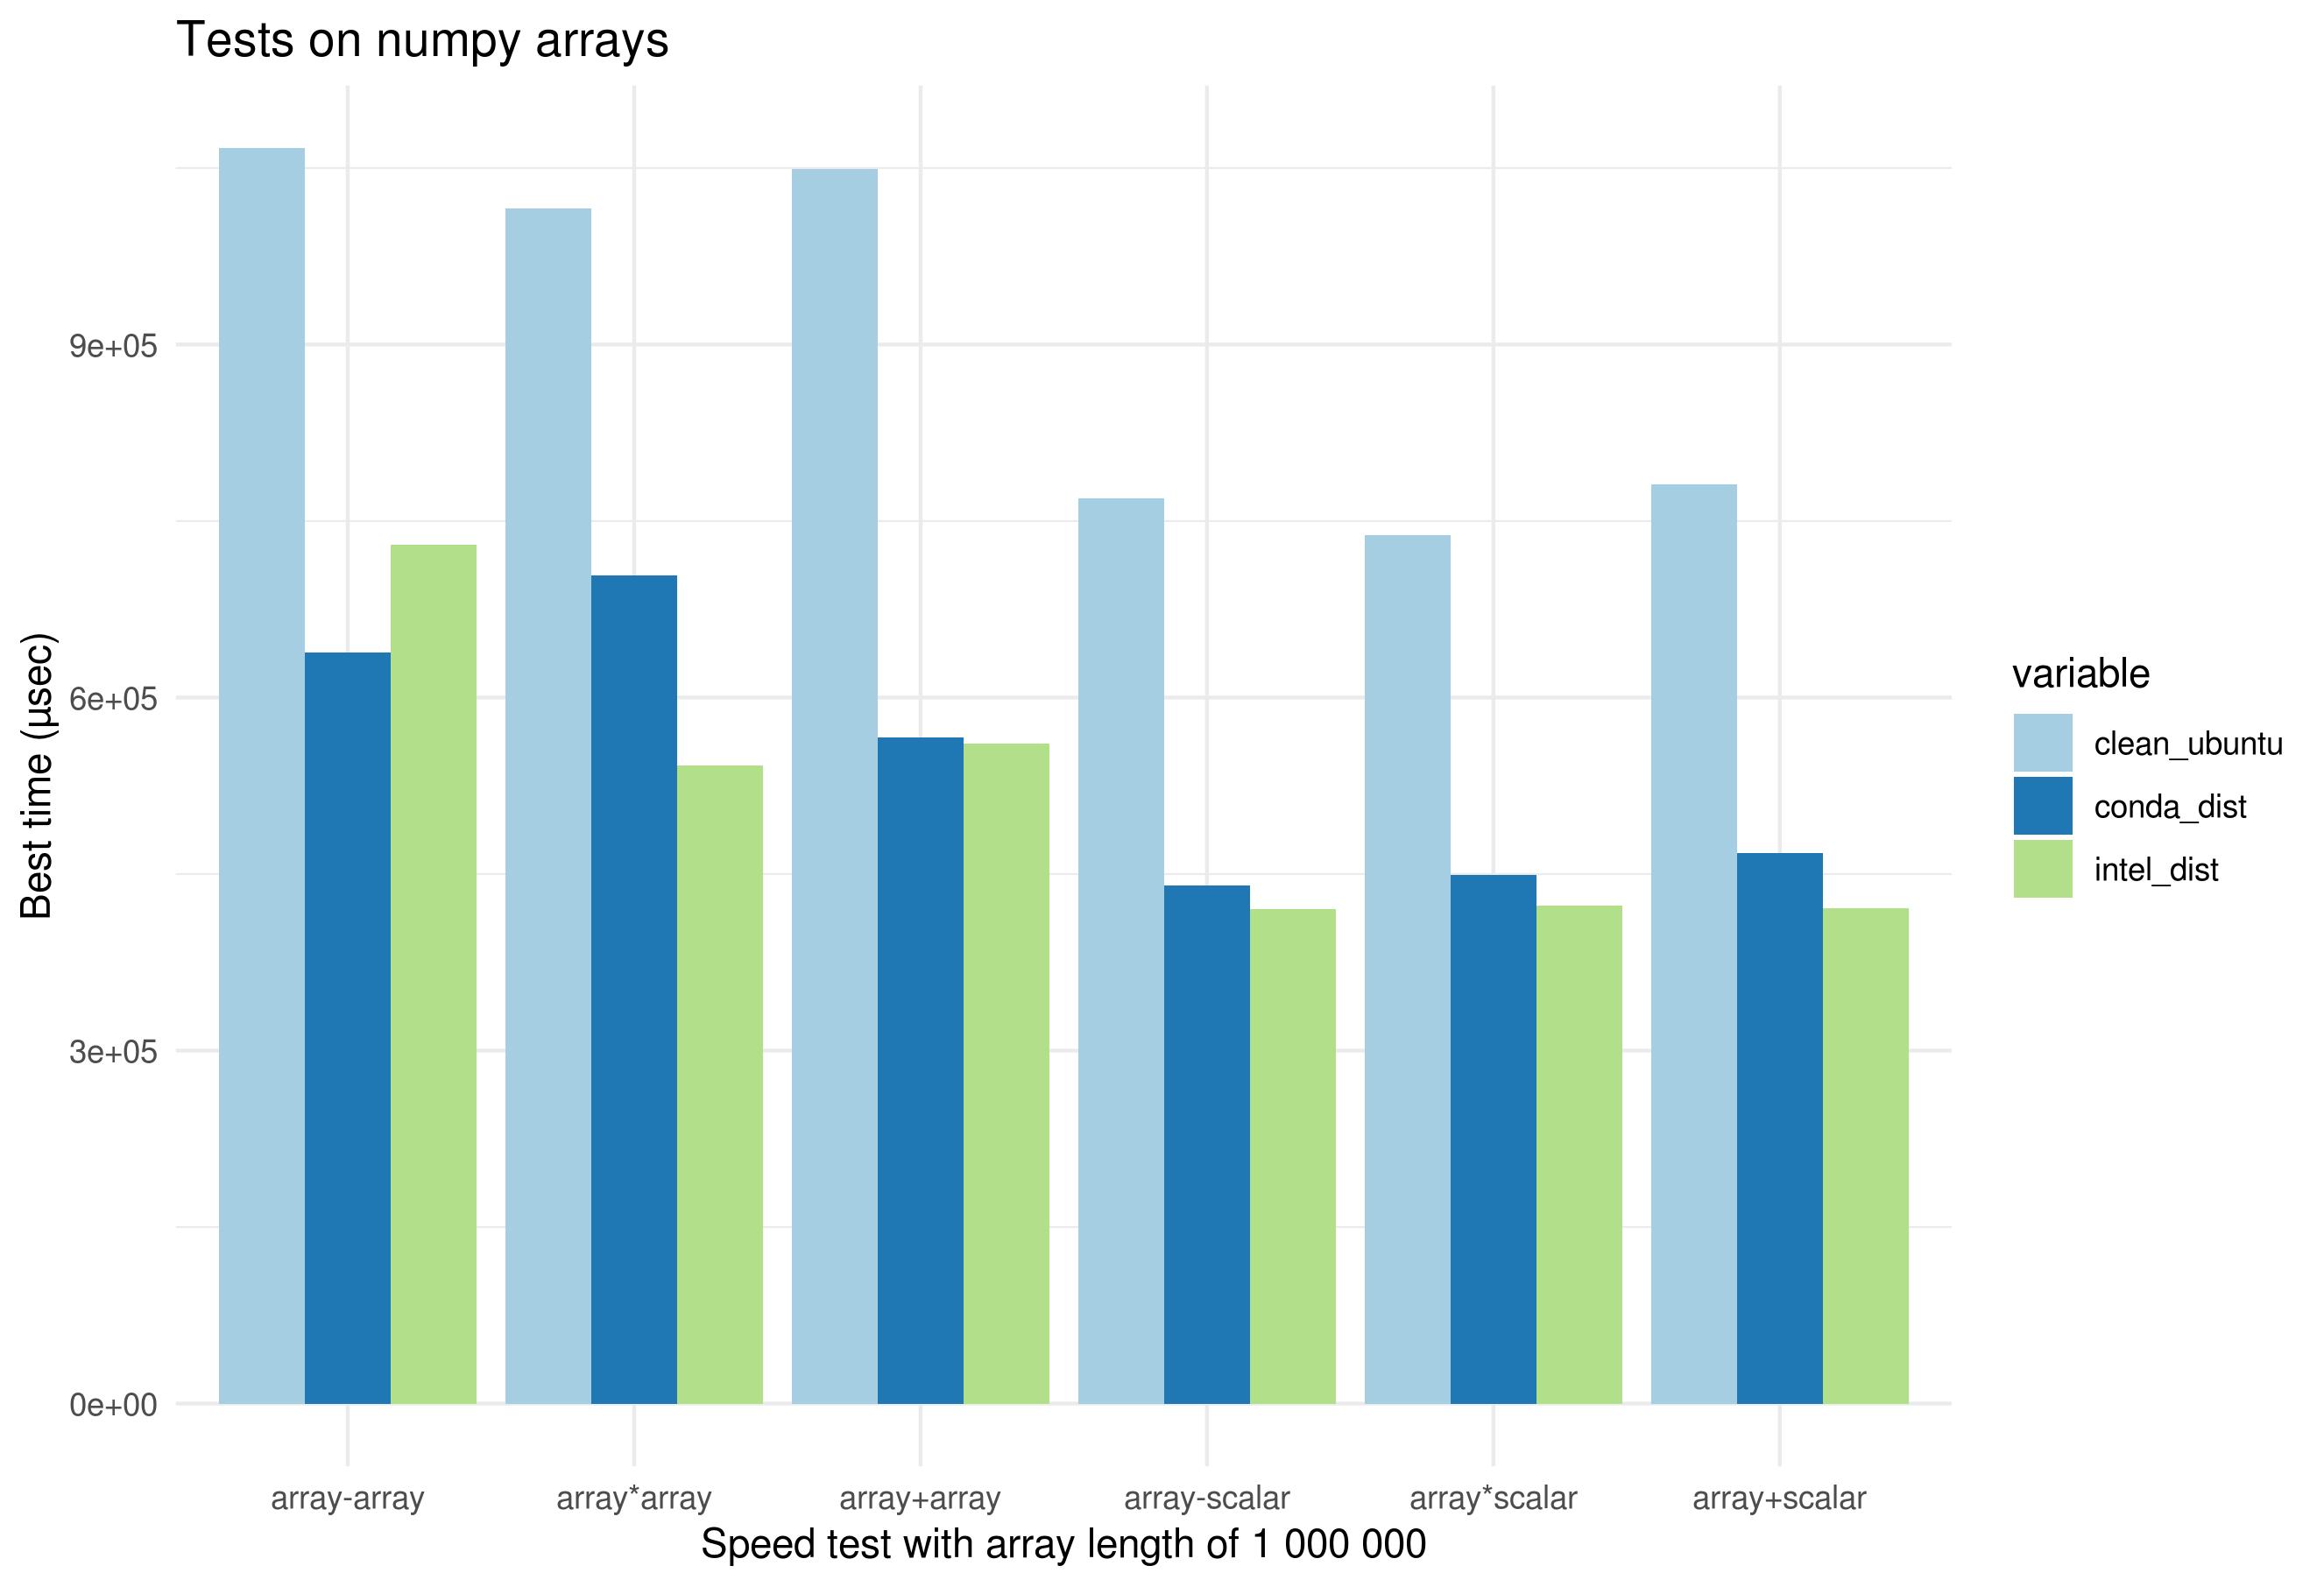 Tests on numpy arrays
9e+05
6e+05
3e+05
0e+00
Best time (µsec)
array-array
array*array
array+array
array-scalar
array*scalar
array+scalar
Speed test with array length of 1 000 000
variable
clean_ubuntu
conda_dist
intel_dist